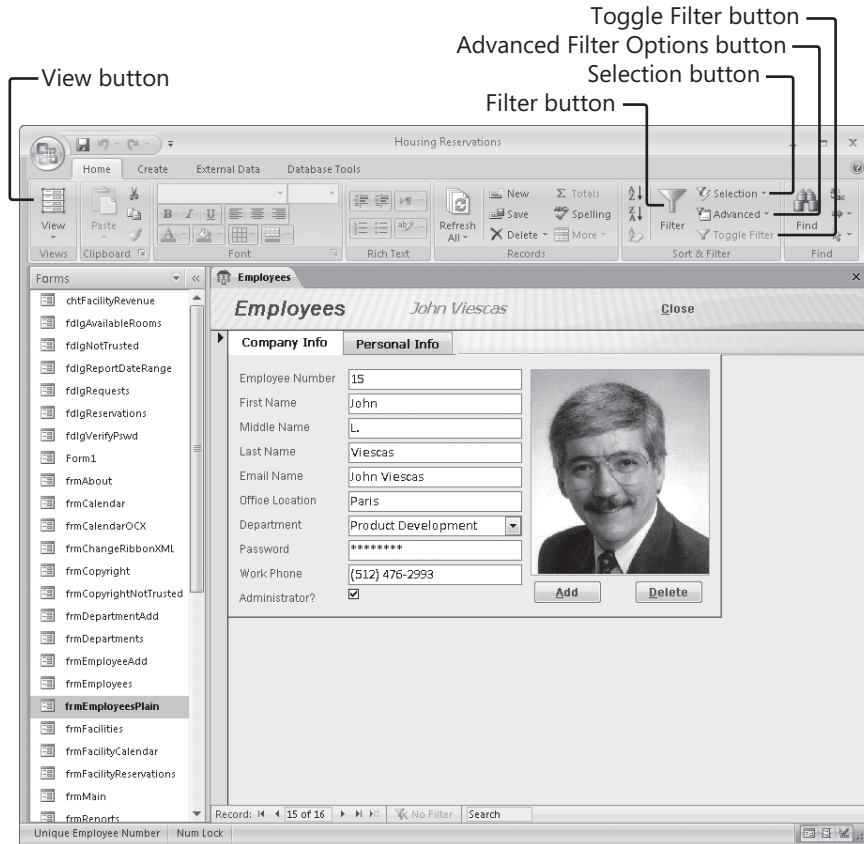 Toggle Filter button
Advanced Filter Options button
Selection button
View button
Filter button
Housing Reservations
Home Create External Data Database Tools
View
Paste
B I U
A
Refresh All
New
Save
Delete
Σ Totals
Spelling
More
Filter
Selection
Advanced
Toggle Filter
Find
Views Clipboard Font Rich Text Records Sort & Filter Find
Forms
chtFacilityRevenue
fdlgAvailableRooms
fdlgNotTrusted
fdlgReportDateRange
fdlgRequests
fdlgReservations
fdlgVerifyPswd
Form1
frmAbout
frmCalendar
frmCalendarOCX
frmChangeRibbonXML
frmCopyright
frmCopyrightNotTrusted
frmDepartmentAdd
frmDepartments
frmEmployeeAdd
frmEmployees
frmEmployeesPlain
frmFacilities
frmFacilityCalendar
frmFacilityReservations
frmMain
frmReports
Employees
Employees John Viescas Close
Company Info Personal Info
Employee Number 15
First Name John
Middle Name L.
Last Name Viescas
Email Name John Viescas
Office Location Paris
Department Product Development
Password ********
Work Phone (512) 476-2993
Administrator?
Add Delete
Record: 15 of 16 No Filter Search
Unique Employee Number Num Lock